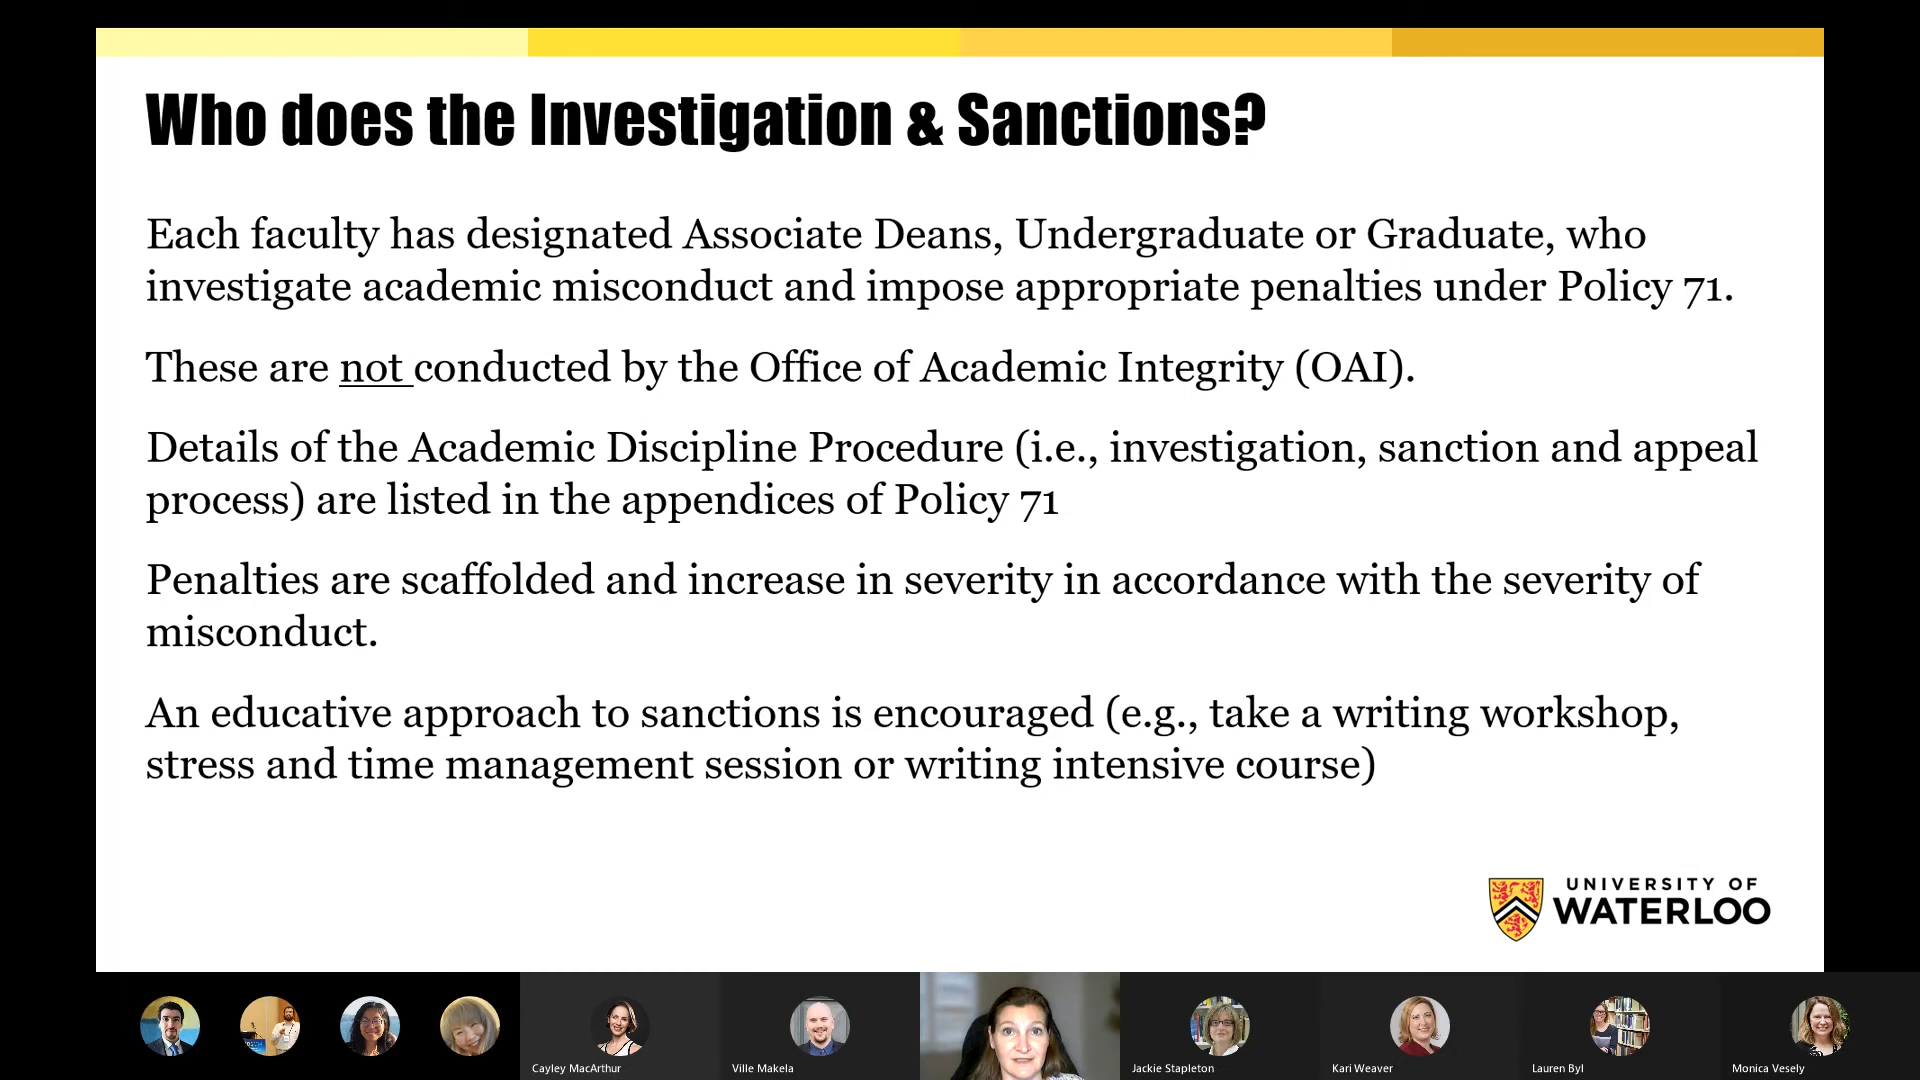 Who does the Investigation & Sanctions?
Each faculty has designated Associate Deans, Undergraduate or Graduate, who
investigate academic misconduct and impose appropriate penalties under Policy 71.
These are not conducted by the Office of Academic Integrity (OAI).
Details of the Academic Discipline Procedure (i.e., investigation, sanction and appeal
process) are listed in the appendices of Policy 71
Penalties are scaffolded and increase in severity in accordance with the severity of
misconduct.
An educative approach to sanctions is encouraged (e.g., take a writing workshop,
stress and time management session or writing intensive course)
UNIVERSITY OF
WATERLOO
Cayley MacArthur
Ville Makela
Jackie Stapleton
Kari Weaver
Lauren Byl
Monica Vesely